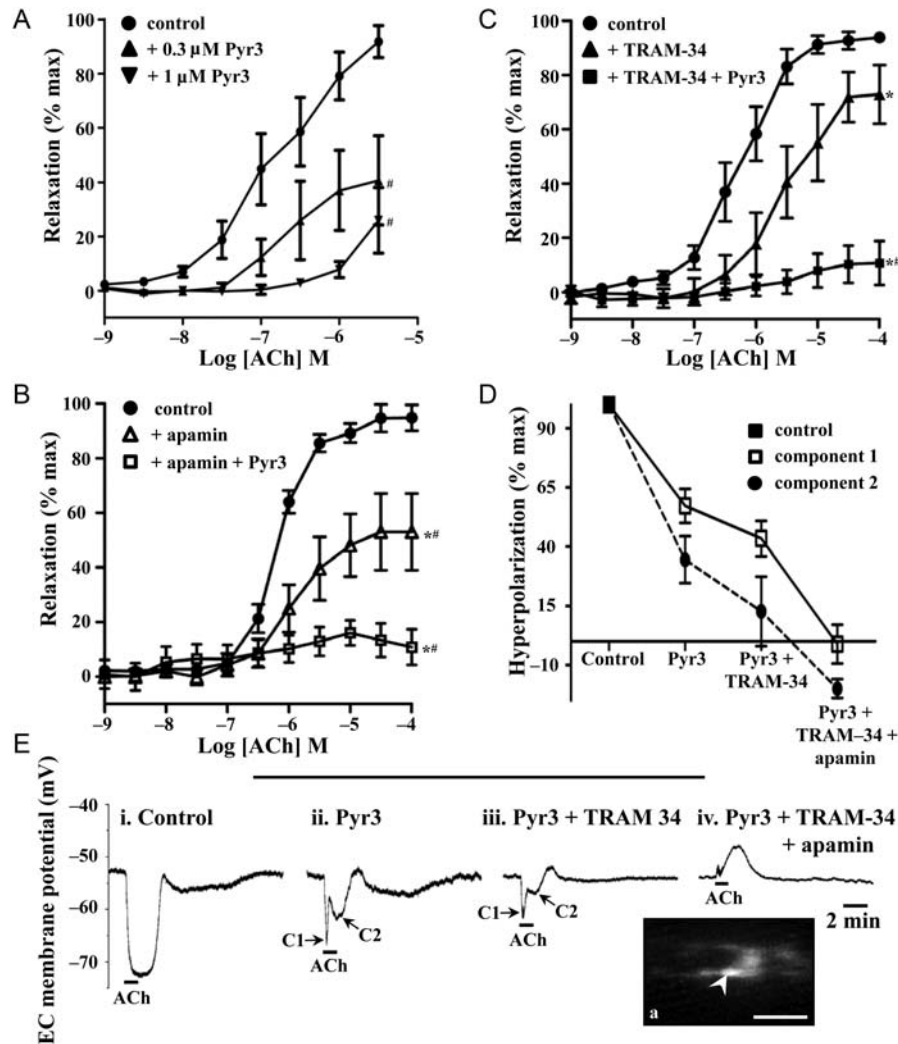 A
control
+ 0.3 μM Pyr3
+ 1 μM Pyr3
Relaxation (% max)
100
80
60
40
20
0
#
#
–9
–8
–7
–6
–5
Log [ACh] M
C
control
+ TRAM-34
+ TRAM-34 + Pyr3
Relaxation (% max)
100
80
60
40
20
0
*
*#
–9
–8
–7
–6
–5
–4
Log [ACh] M
B
control
+ apamin
+ apamin + Pyr3
Relaxation (% max)
100
80
60
40
20
0
*#
*#
–9
–8
–7
–6
–5
–4
Log [ACh] M
D
control
component 1
component 2
Hyperpolarization (% max)
90
65
40
15
–10
Control
Pyr3
Pyr3 +
TRAM-34
Pyr3 +
TRAM–34 +
apamin
E
EC membrane potential (mV)
–40
–50
–60
–70
i. Control
ii. Pyr3
iii. Pyr3 + TRAM 34
iv. Pyr3 + TRAM-34
+ apamin
ACh
C1
C2
ACh
C1
C2
ACh
ACh
2 min
a